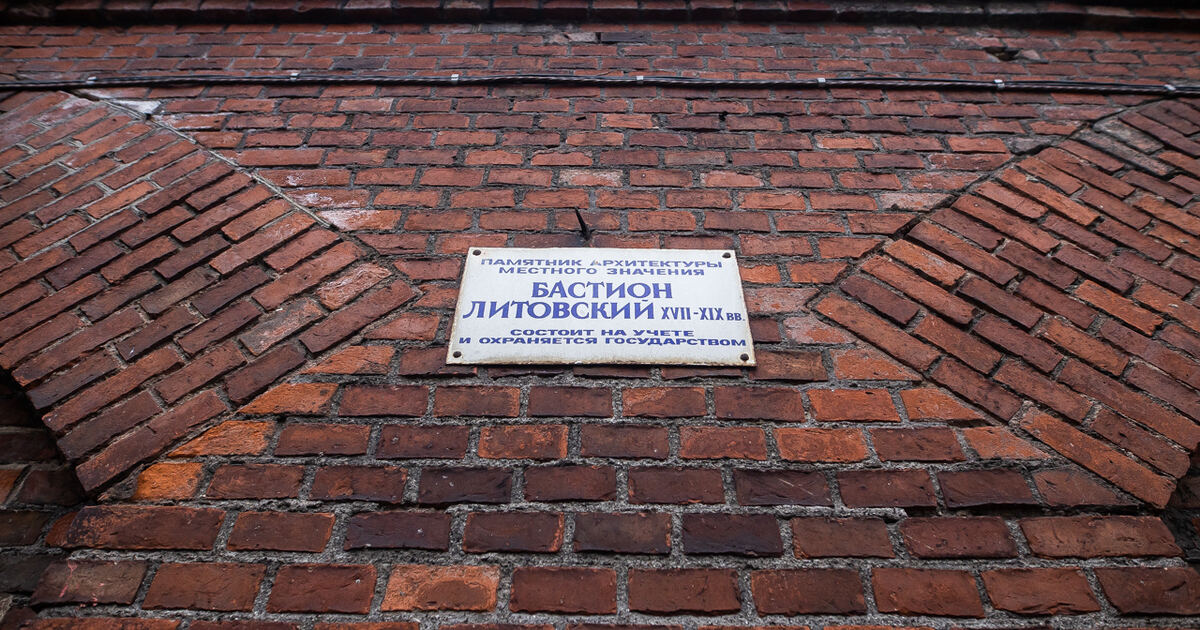 ПАМЯТНИК АРХИТЕКТУРЫ
МЕСТНОГО ЗНАЧЕНИЯ
БАСТИОН
ЛИТОВСКИЙ XVII-XIX вв.
СОСТОИТ НА УЧЕТЕ
И ОХРАНЯЕТСЯ ГОСУДАРСТВОМ